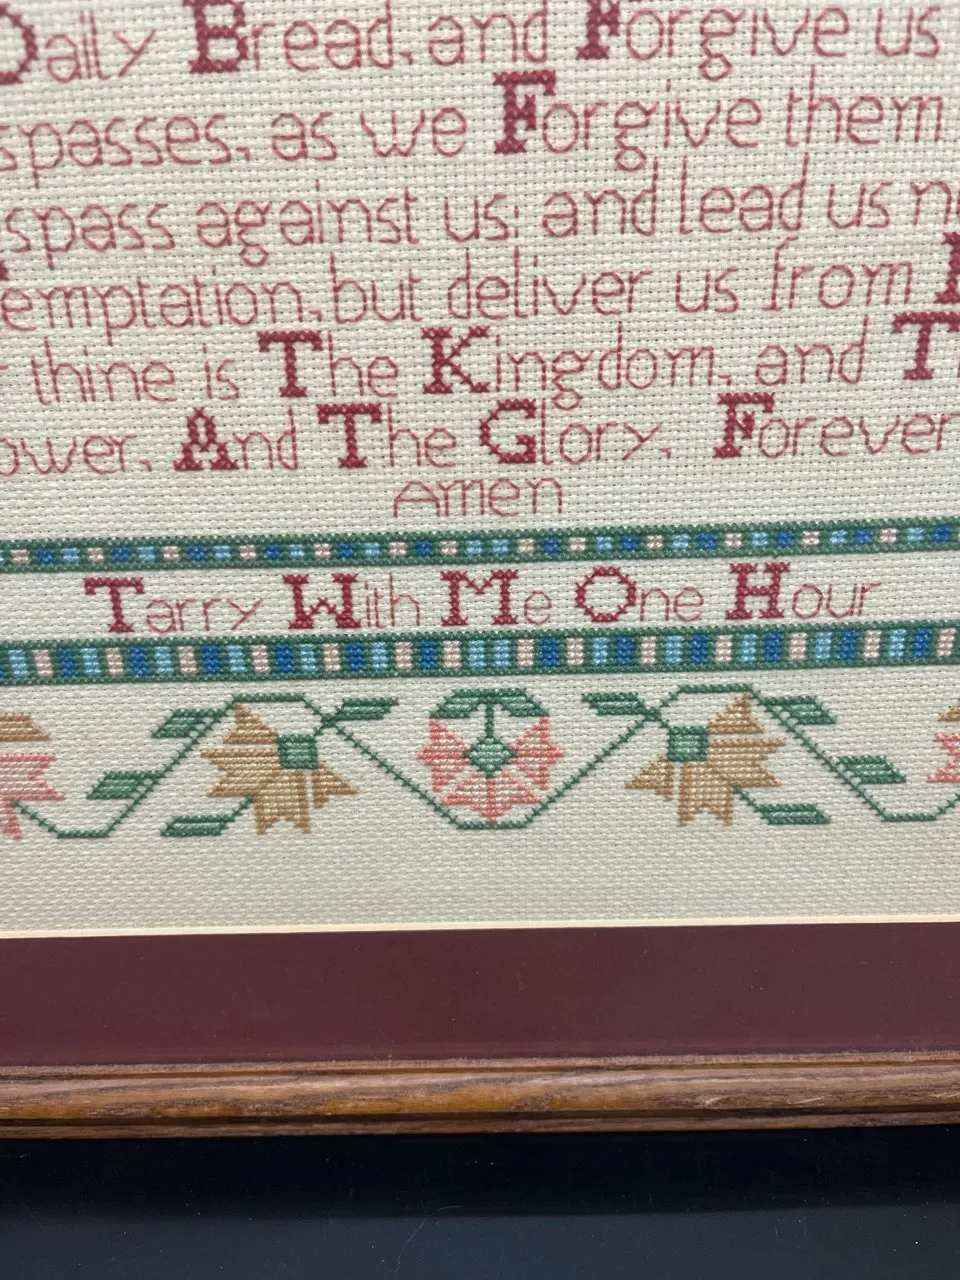 Daily Bread, and Forgive us
spasses, as we Forgive them
spass against us; and lead us n
emptation, but deliver us from
thine is The Kingdom, and T
ower, And The Glory, Forever
Amen
Tarry With Me One Hour